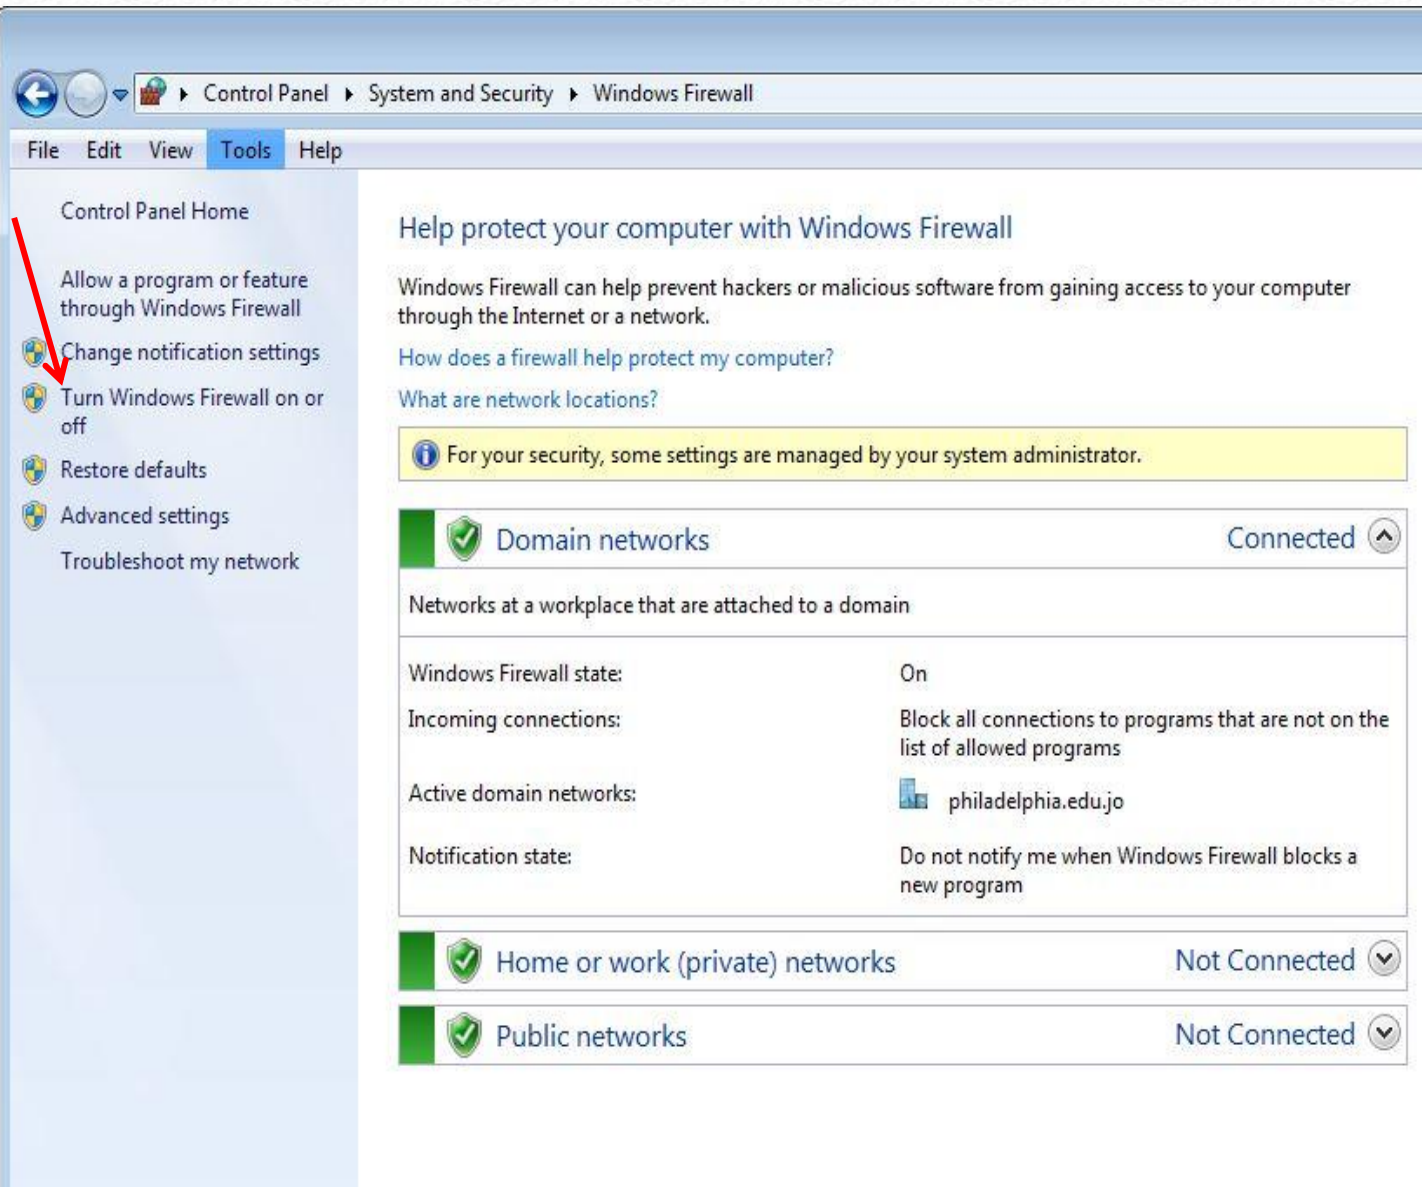 Control Panel System and Security Windows Firewall
File Edit View Tools Help
Control Panel Home
Allow a program or feature
through Windows Firewall
Change notification settings
Turn Windows Firewall on or
off
Restore defaults
Advanced settings
Troubleshoot my network
Help protect your computer with Windows Firewall
Windows Firewall can help prevent hackers or malicious software from gaining access to your computer
through the Internet or a network.
How does a firewall help protect my computer?
What are network locations?
For your security, some settings are managed by your system administrator.
Domain networks Connected
Networks at a workplace that are attached to a domain
Windows Firewall state: On
Incoming connections: Block all connections to programs that are not on the
list of allowed programs
Active domain networks: philadelphia.edu.jo
Notification state: Do not notify me when Windows Firewall blocks a
new program
Home or work (private) networks Not Connected
Public networks Not Connected